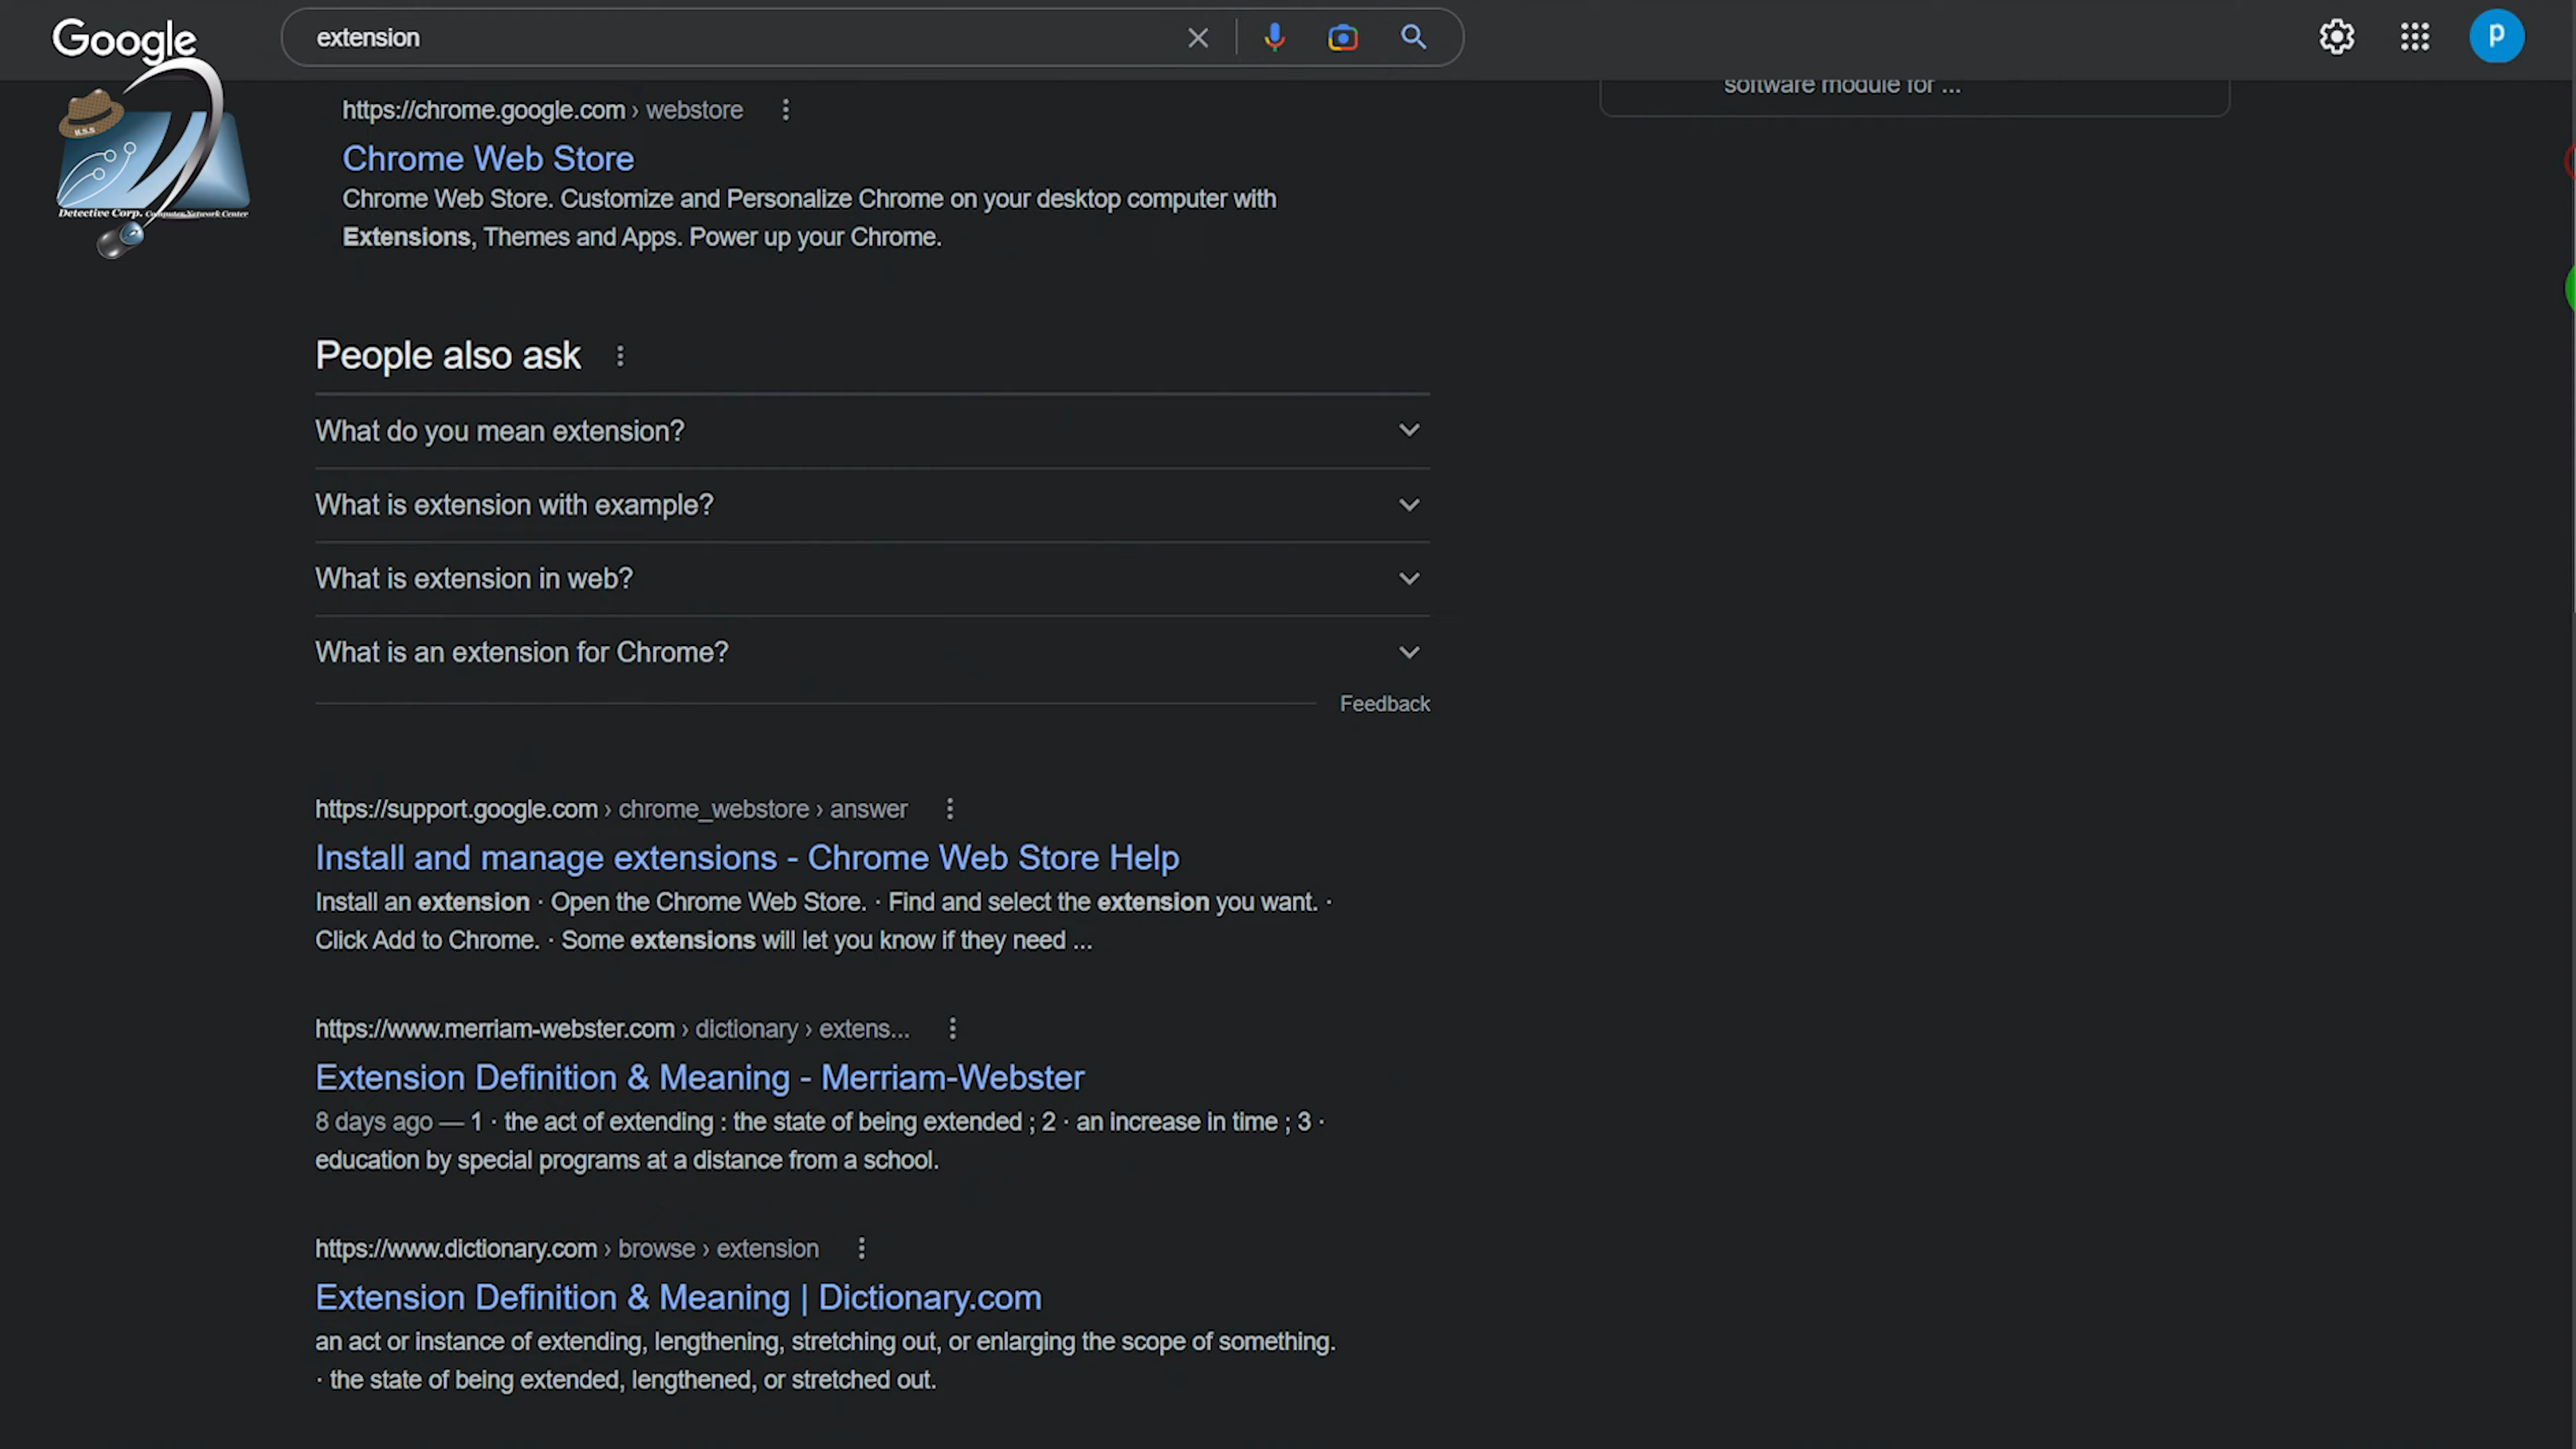 Google
extension
P
software module for ...
U.S.S
Detective Corp. Computer Network Center
https://chrome.google.com › webstore
Chrome Web Store
Chrome Web Store. Customize and Personalize Chrome on your desktop computer with
Extensions, Themes and Apps. Power up your Chrome.
People also ask
What do you mean extension?
What is extension with example?
What is extension in web?
What is an extension for Chrome?
Feedback
https://support.google.com › chrome_webstore › answer
Install and manage extensions - Chrome Web Store Help
Install an extension · Open the Chrome Web Store. · Find and select the extension you want. ·
Click Add to Chrome. · Some extensions will let you know if they need ...
https://www.merriam-webster.com › dictionary › extens...
Extension Definition & Meaning - Merriam-Webster
8 days ago — 1 · the act of extending : the state of being extended ; 2 · an increase in time ; 3 ·
education by special programs at a distance from a school.
https://www.dictionary.com › browse › extension
Extension Definition & Meaning | Dictionary.com
an act or instance of extending, lengthening, stretching out, or enlarging the scope of something.
· the state of being extended, lengthened, or stretched out.